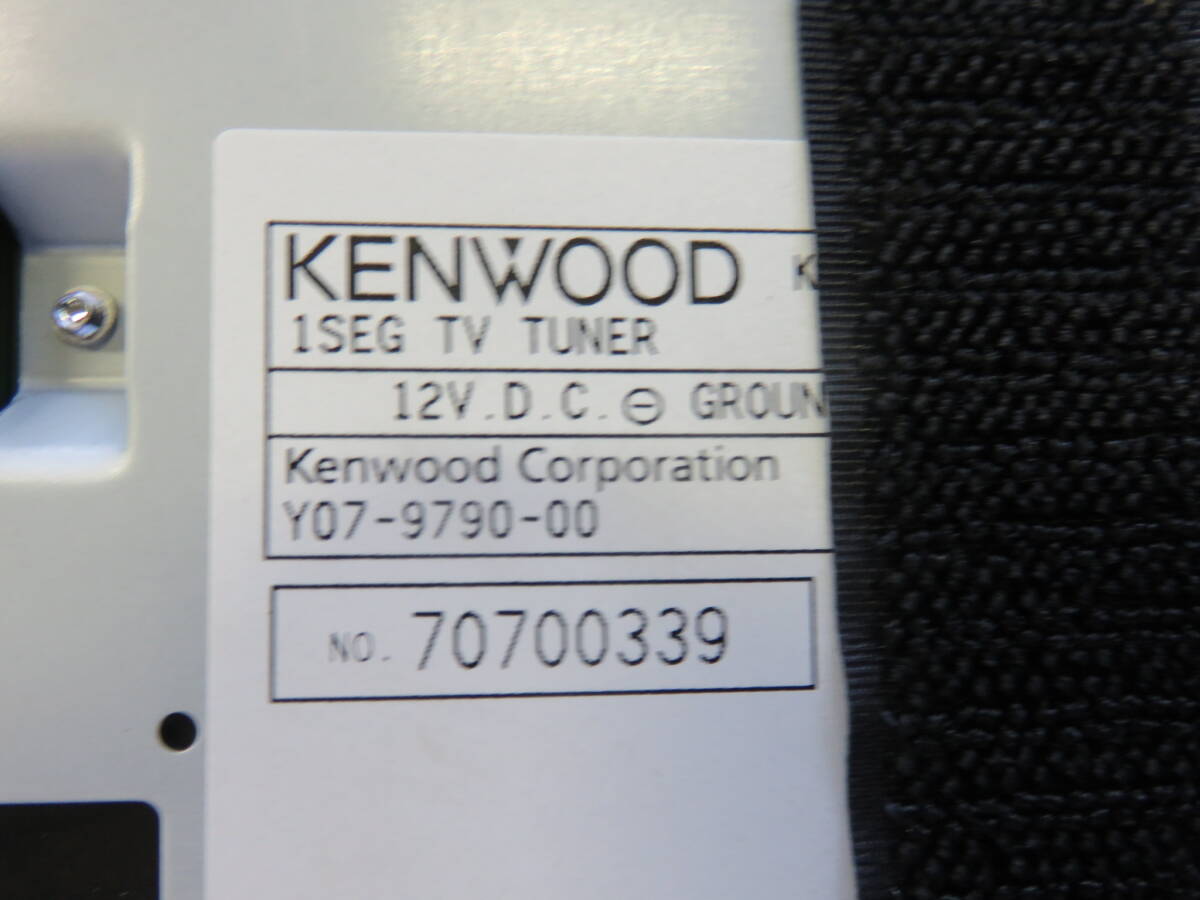 KENWOOD K
1SEG TV TUNER
12V.D.C. ⊖ GROUN
Kenwood Corporation
Y07-9790-00
NO. 70700339